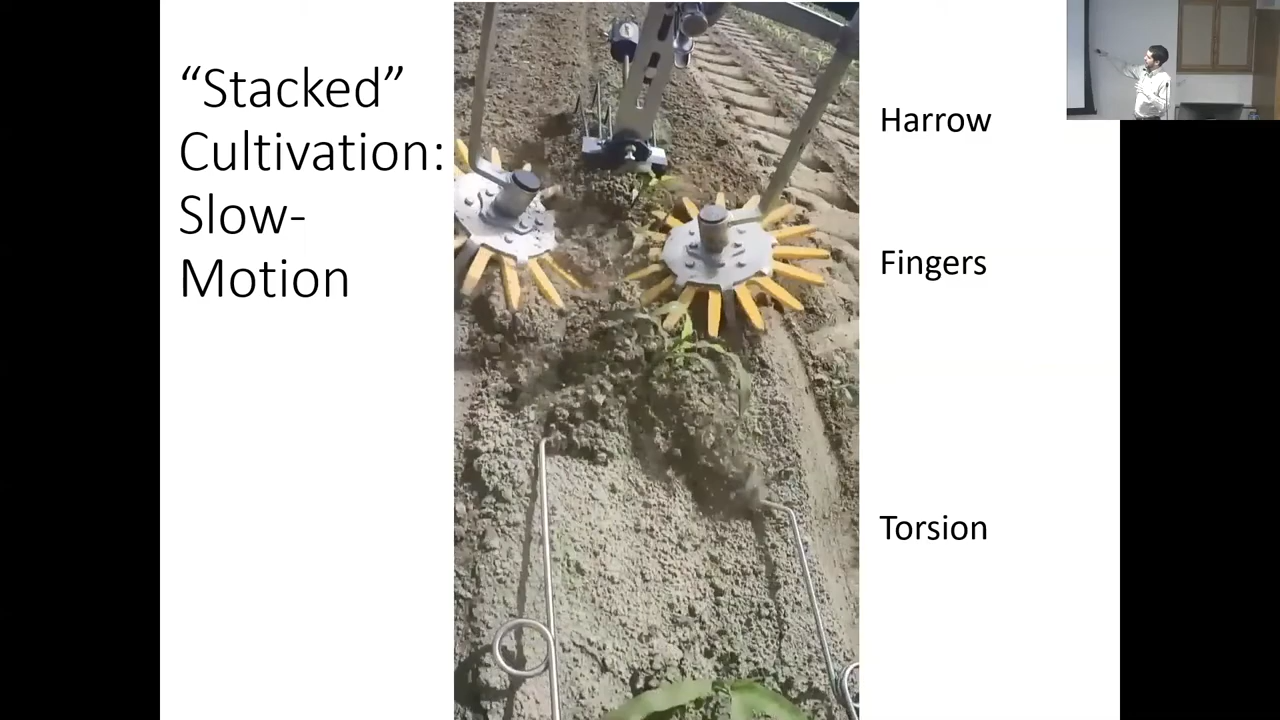 “Stacked”
Cultivation:
Slow-
Motion
Harrow
Fingers
Torsion